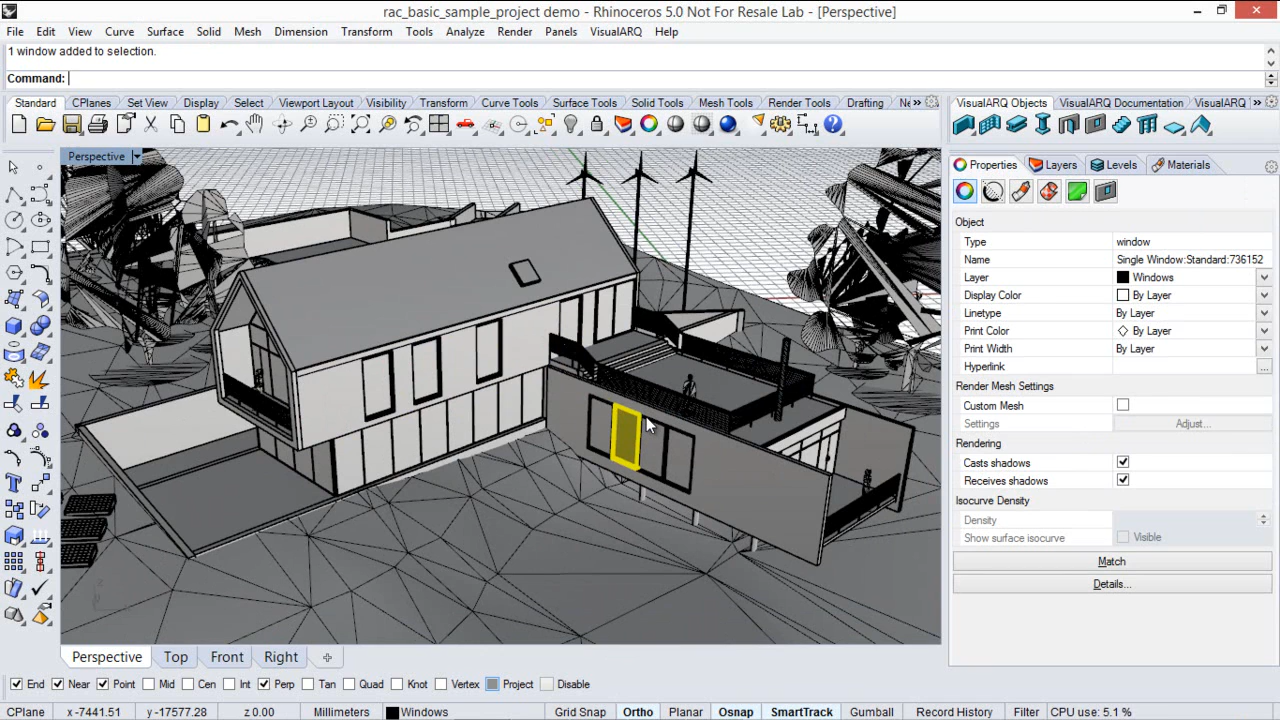 rac_basic_sample_project demo - Rhinoceros 5.0 Not For Resale Lab - [Perspective]
File Edit View Curve Surface Solid Mesh Dimension Transform Tools Analyze Render Panels VisualARQ Help
1 window added to selection.
Command:
Standard CPlanes Set View Display Select Viewport Layout Visibility Transform Curve Tools Surface Tools Solid Tools Mesh Tools Render Tools Drafting »
VisualARQ Objects VisualARQ Documentation VisualARQ »
Perspective
Properties Layers Levels Materials
Object
Type window
Name Single Window:Standard:736152
Layer Windows
Display Color By Layer
Linetype By Layer
Print Color By Layer
Print Width By Layer
Hyperlink ...
Render Mesh Settings
Custom Mesh
Settings Adjust...
Rendering
Casts shadows
Receives shadows
Isocurve Density
Density
Show surface isocurve Visible
Match
Details...
Perspective Top Front Right
End Near Point Mid Cen Int Perp Tan Quad Knot Vertex Project Disable
CPlane x -7441.51 y -17577.28 z 0.00 Millimeters Windows Grid Snap Ortho Planar Osnap SmartTrack Gumball Record History Filter CPU use: 5.1 %